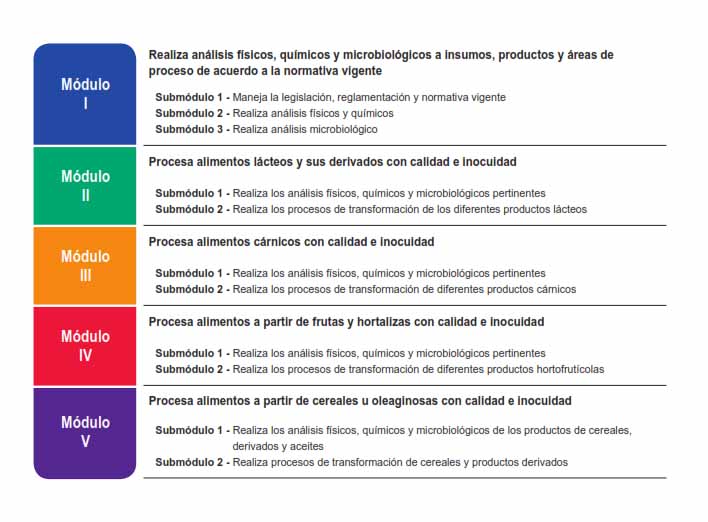 Módulo
I
Realiza análisis físicos, químicos y microbiológicos a insumos, productos y áreas de
proceso de acuerdo a la normativa vigente
Submódulo 1 - Maneja la legislación, reglamentación y normativa vigente
Submódulo 2 - Realiza análisis físicos y químicos
Submódulo 3 - Realiza análisis microbiológico
Módulo
II
Procesa alimentos lácteos y sus derivados con calidad e inocuidad
Submódulo 1 - Realiza los análisis físicos, químicos y microbiológicos pertinentes
Submódulo 2 - Realiza los procesos de transformación de los diferentes productos lácteos
Módulo
III
Procesa alimentos cárnicos con calidad e inocuidad
Submódulo 1 - Realiza los análisis físicos, químicos y microbiológicos pertinentes
Submódulo 2 - Realiza los procesos de transformación de diferentes productos cárnicos
Módulo
IV
Procesa alimentos a partir de frutas y hortalizas con calidad e inocuidad
Submódulo 1 - Realiza los análisis físicos, químicos y microbiológicos pertinentes
Submódulo 2 - Realiza los procesos de transformación de diferentes productos hortofrutícolas
Módulo
V
Procesa alimentos a partir de cereales u oleaginosas con calidad e inocuidad
Submódulo 1 - Realiza los análisis físicos, químicos y microbiológicos de los productos de cereales,
derivados y aceites
Submódulo 2 - Realiza procesos de transformación de cereales y productos derivados